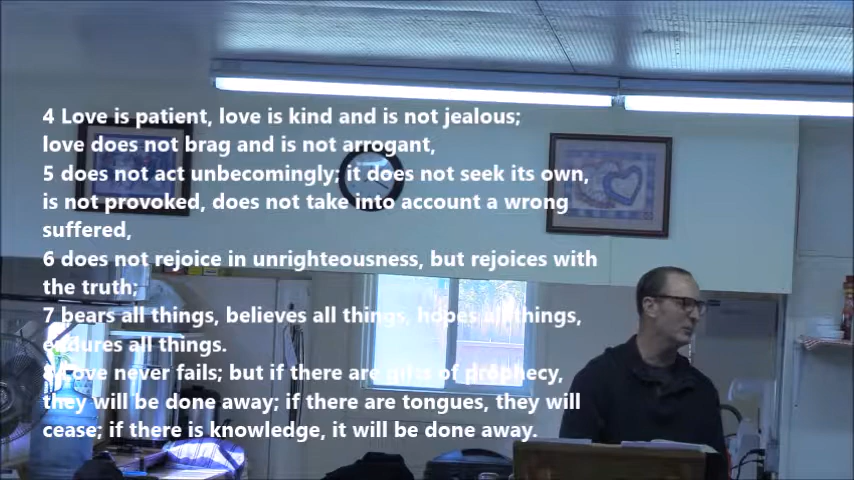 4 Love is patient, love is kind and is not jealous;
love does not brag and is not arrogant,
5 does not act unbecomingly; it does not seek its own,
is not provoked, does not take into account a wrong
suffered,
6 does not rejoice in unrighteousness, but rejoices with
the truth;
7 bears all things, believes all things, hopes all things,
endures all things.
8 Love never fails; but if there are gifts of prophecy,
they will be done away; if there are tongues, they will
cease; if there is knowledge, it will be done away.